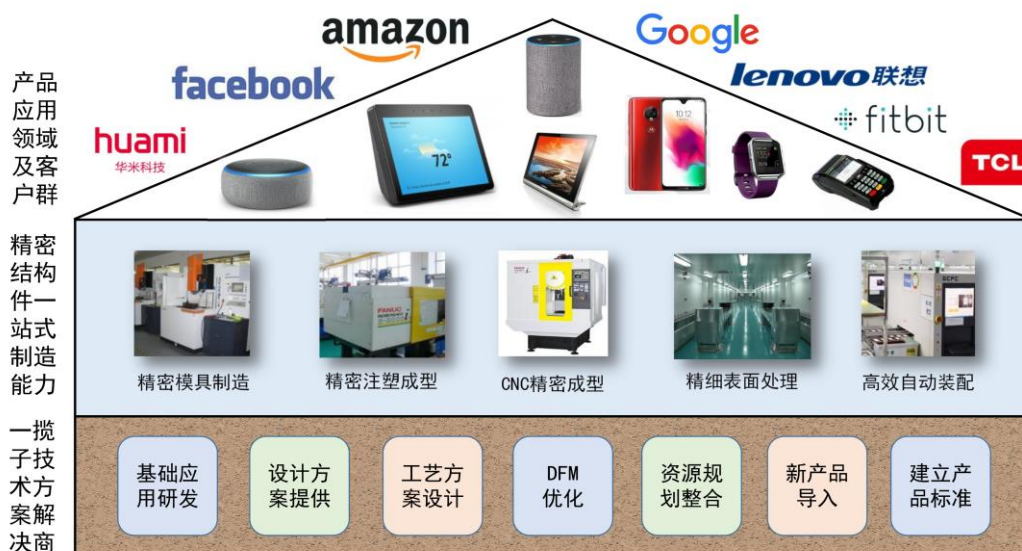 amazon
Google
facebook
lenovo联想
fitbit
huami
华米科技
TCL
产品
应用
领域
及客
户群
72°
10:12
精密
结构
件一
站式
制造
能力
FANUC
精密模具制造
精密注塑成型
CNC精密成型
精细表面处理
高效自动装配
一揽
子技
术方
案解
决商
基础应
用研发
设计方
案提供
工艺方
案设计
DFM
优化
资源规
划整合
新产品
导入
建立产
品标准